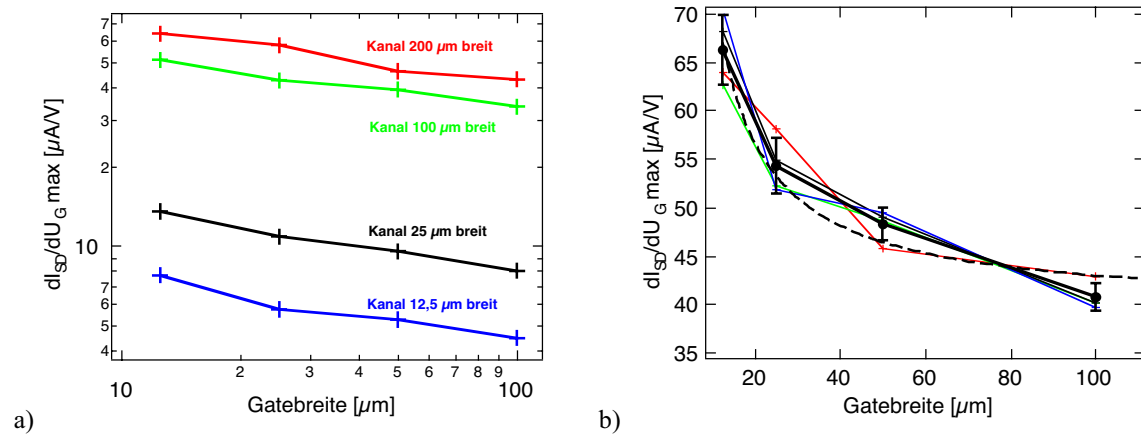 7
6
5
4
3
2
10
7
6
5
4
dI_SD/dU_G max [µA/V]
Kanal 200 µm breit
Kanal 100 µm breit
Kanal 25 µm breit
Kanal 12,5 µm breit
10 2 3 4 5 6 7 8 9 100
Gatebreite [µm]
a)
70
65
60
55
50
45
40
35
dI_SD/dU_G max [µA/V]
20 40 60 80 100
Gatebreite [µm]
b)